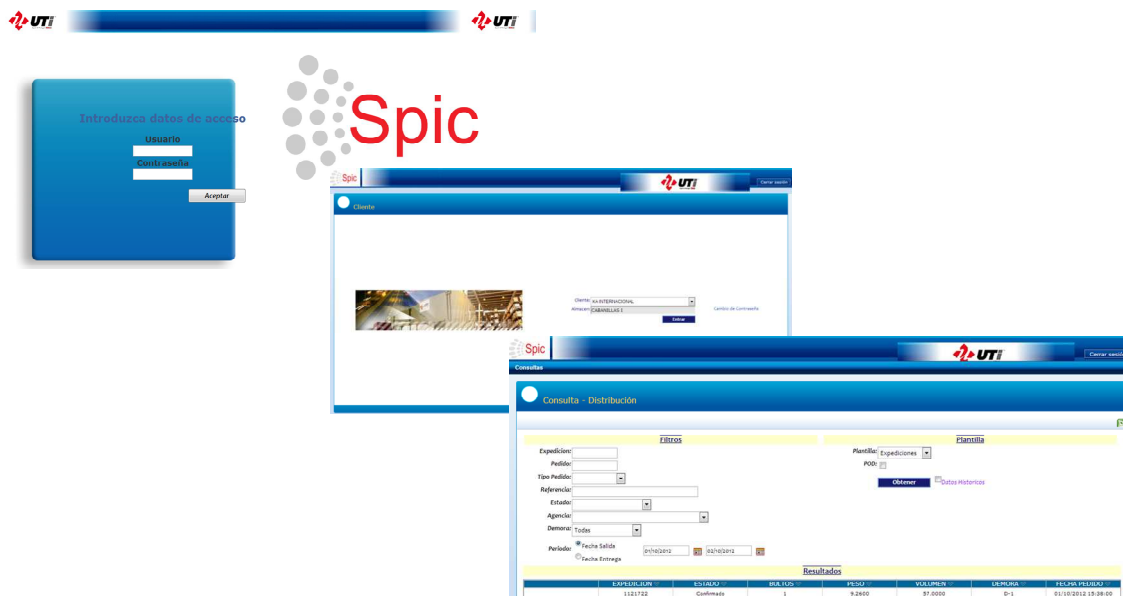 UTi
UTi
Introduzca datos de acceso
Usuario
Contraseña
Aceptar
Spic
Spic
UTi
Cerrar sesión
Cliente
Cliente: AA INTERNACIONAL
Almacen: CABANILLAS I
Cambio de Contraseña
Entrar
Spic
UTi
Cerrar sesió
Consultas
Consulta - Distribución
Filtros
Plantilla
Expedicion:
Plantilla: Expediciones
Pedido:
POD:
Tipo Pedido:
Obtener
Datos Historicos
Referencia:
Estado:
Agencia:
Demora: Todas
Periodo:
Fecha Salida
01/10/2012
02/10/2012
Fecha Entrega
Resultados
EXPEDICION
ESTADO
BULTOS
PESO
VOLUMEN
DEMORA
FECHA PEDIDO
1121722
Confirmado
1
9.2600
57.0000
D-1
01/10/2012 15:38:00